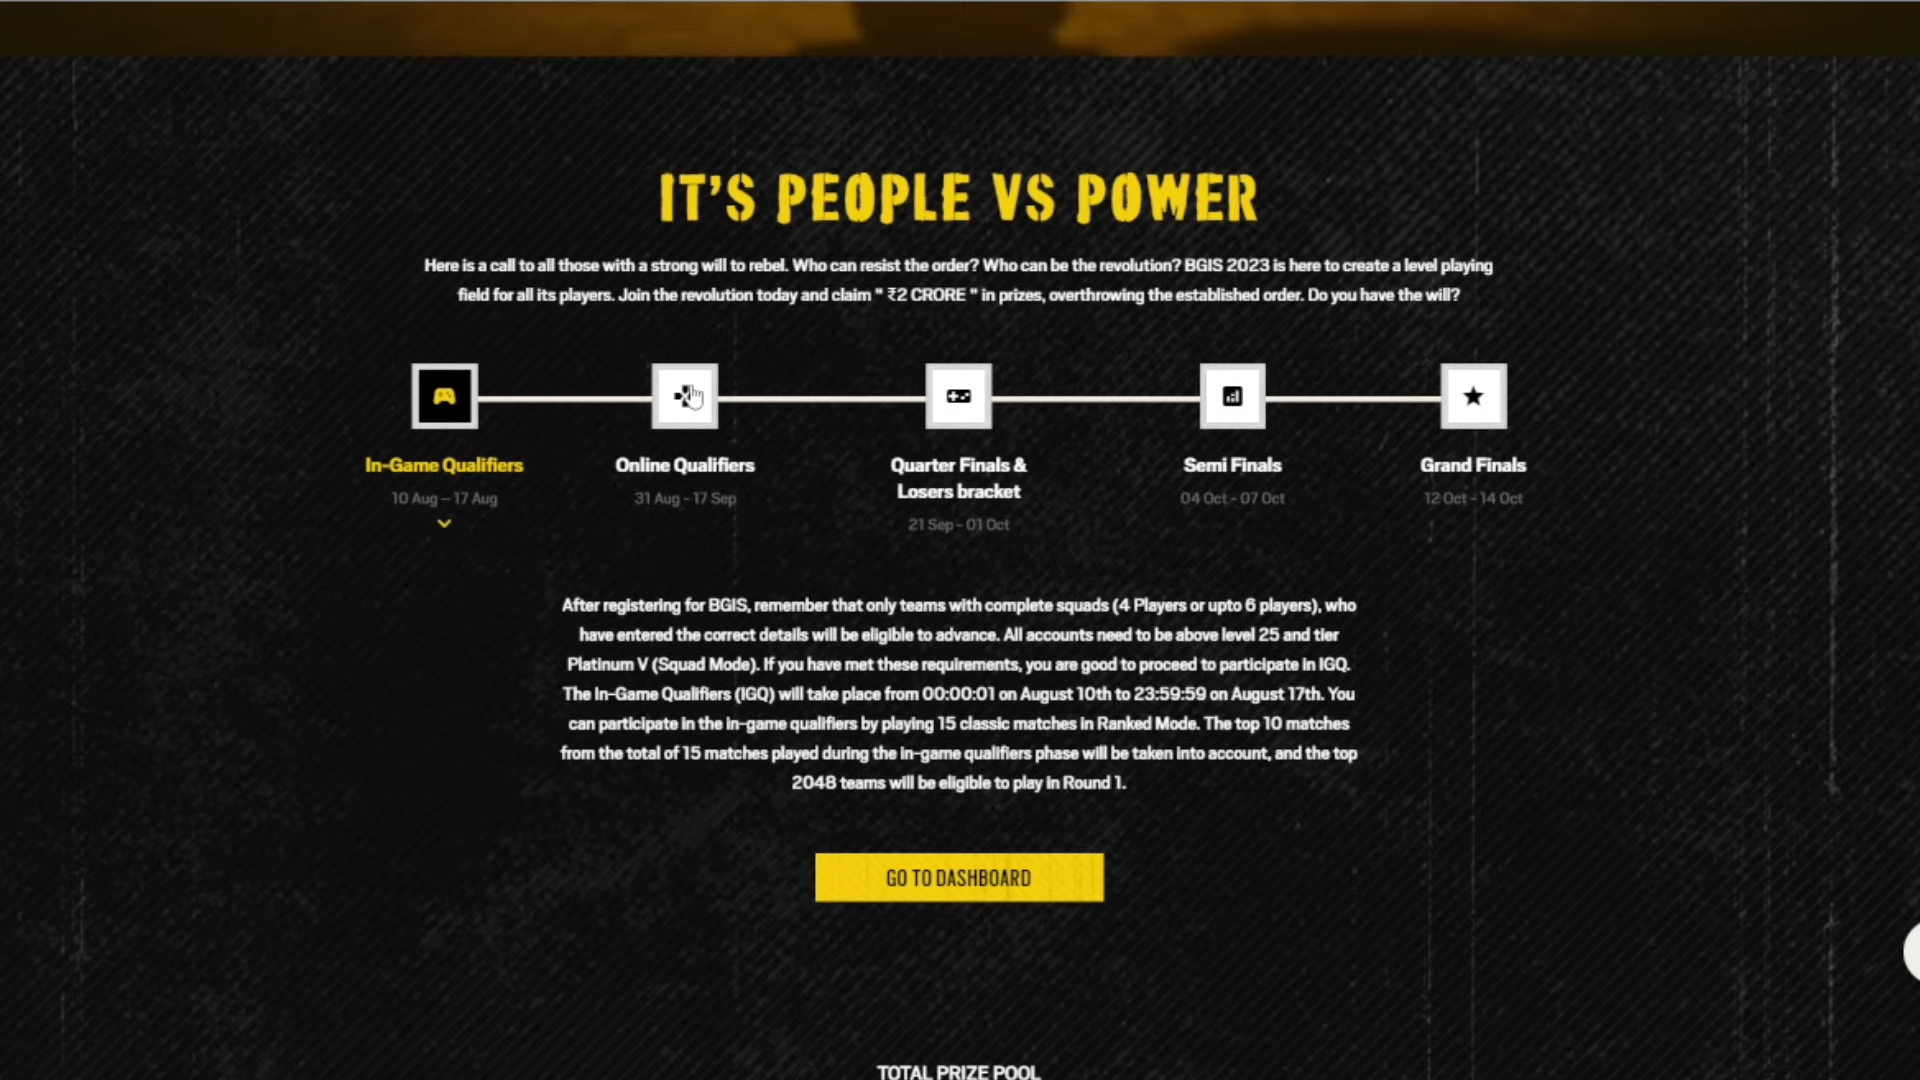 IT'S PEOPLE VS POWER
Here is a call to all those with a strong will to rebel. Who can resist the order? Who can be the revolution? BGIS 2023 is here to create a level playing
field for all its players. Join the revolution today and claim " ₹2 CRORE " in prizes, overthrowing the established order. Do you have the will?
In-Game Qualifiers
10 Aug – 17 Aug
Online Qualifiers
31 Aug - 17 Sep
Quarter Finals &
Losers bracket
21 Sep - 01 Oct
Semi Finals
04 Oct - 07 Oct
Grand Finals
12 Oct - 14 Oct
After registering for BGIS, remember that only teams with complete squads (4 Players or upto 6 players), who
have entered the correct details will be eligible to advance. All accounts need to be above level 25 and tier
Platinum V (Squad Mode). If you have met these requirements, you are good to proceed to participate in IGQ.
The In-Game Qualifiers (IGQ) will take place from 00:00:01 on August 10th to 23:59:59 on August 17th. You
can participate in the in-game qualifiers by playing 15 classic matches in Ranked Mode. The top 10 matches
from the total of 15 matches played during the in-game qualifiers phase will be taken into account, and the top
2048 teams will be eligible to play in Round 1.
GO TO DASHBOARD
TOTAL PRIZE POOL